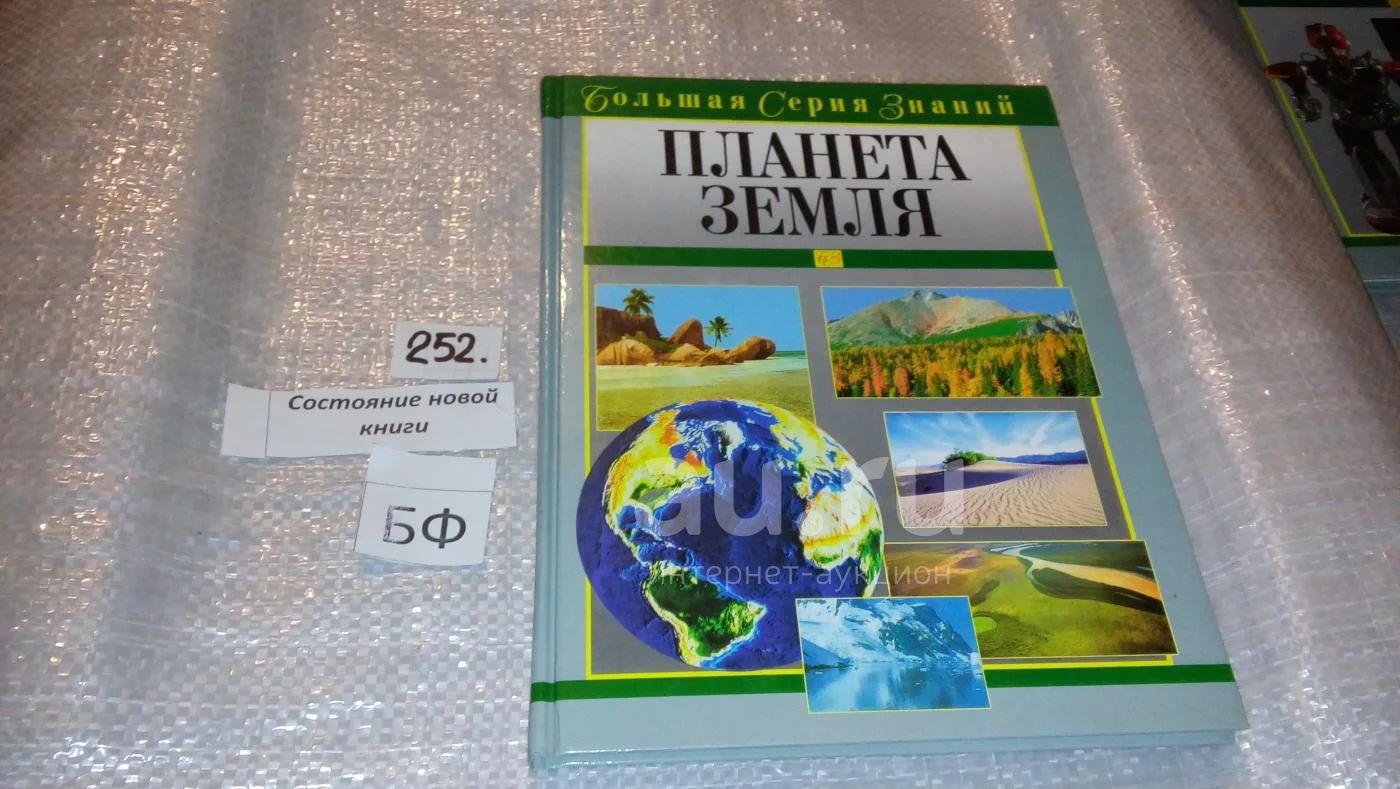 Большая Серия Знаний
ПЛАНЕТА
ЗЕМЛЯ
252.
Состояние новой
книги
БФ
au.ru
интернет-аукцион